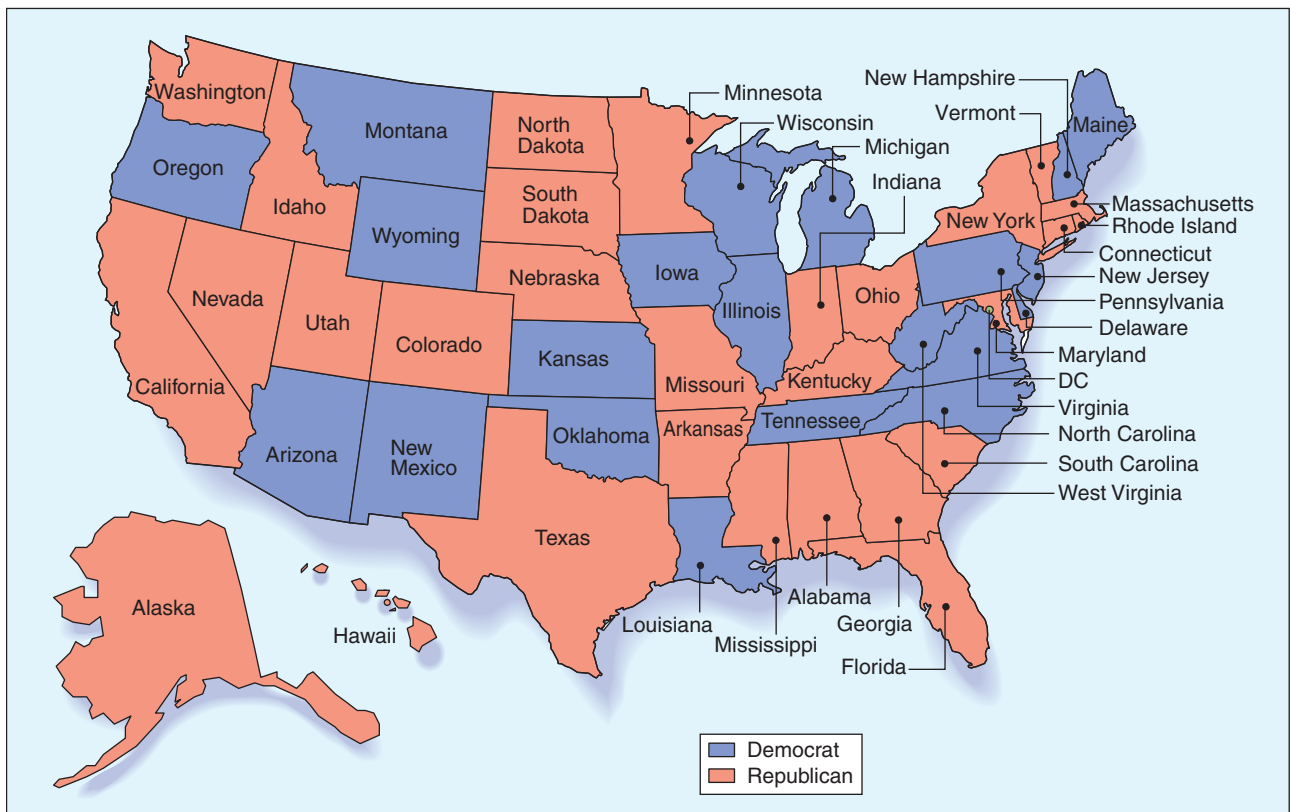 Washington
Oregon
Montana
Idaho
Wyoming
North
Dakota
South
Dakota
Nebraska
Nevada
Utah
Colorado
California
Kansas
Arizona
New
Mexico
Oklahoma
Texas
Iowa
Missouri
Arkansas
Illinois
Ohio
Kentucky
Tennessee
New York
Maine
Minnesota
Wisconsin
Michigan
Indiana
New Hampshire
Vermont
Massachusetts
Rhode Island
Connecticut
New Jersey
Pennsylvania
Delaware
Maryland
DC
Virginia
North Carolina
South Carolina
West Virginia
Alaska
Hawaii
Louisiana
Mississippi
Alabama
Georgia
Florida
Democrat
Republican